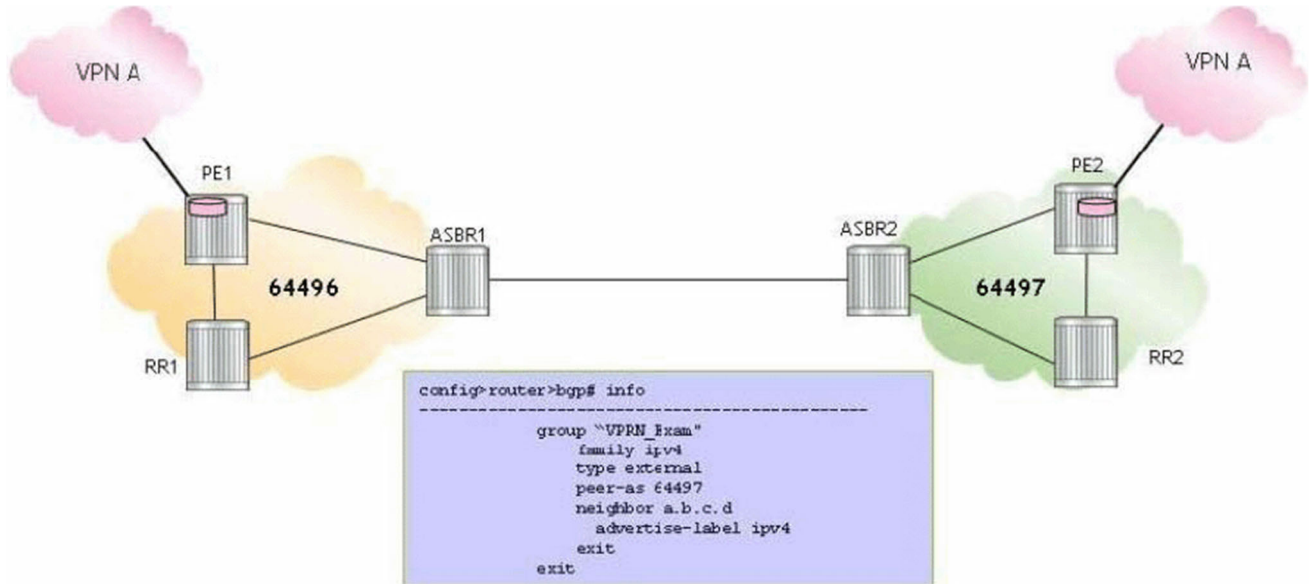 VPN A
VPN A
PE1
PE2
ASBR1
ASBR2
64496
64497
RR1
RR2
config>router>bgp# info
-----------------------------------------------
group "VPRN_Exam"
family ipv4
type external
peer-as 64497
neighbor a.b.c.d
advertise-label ipv4
exit
exit